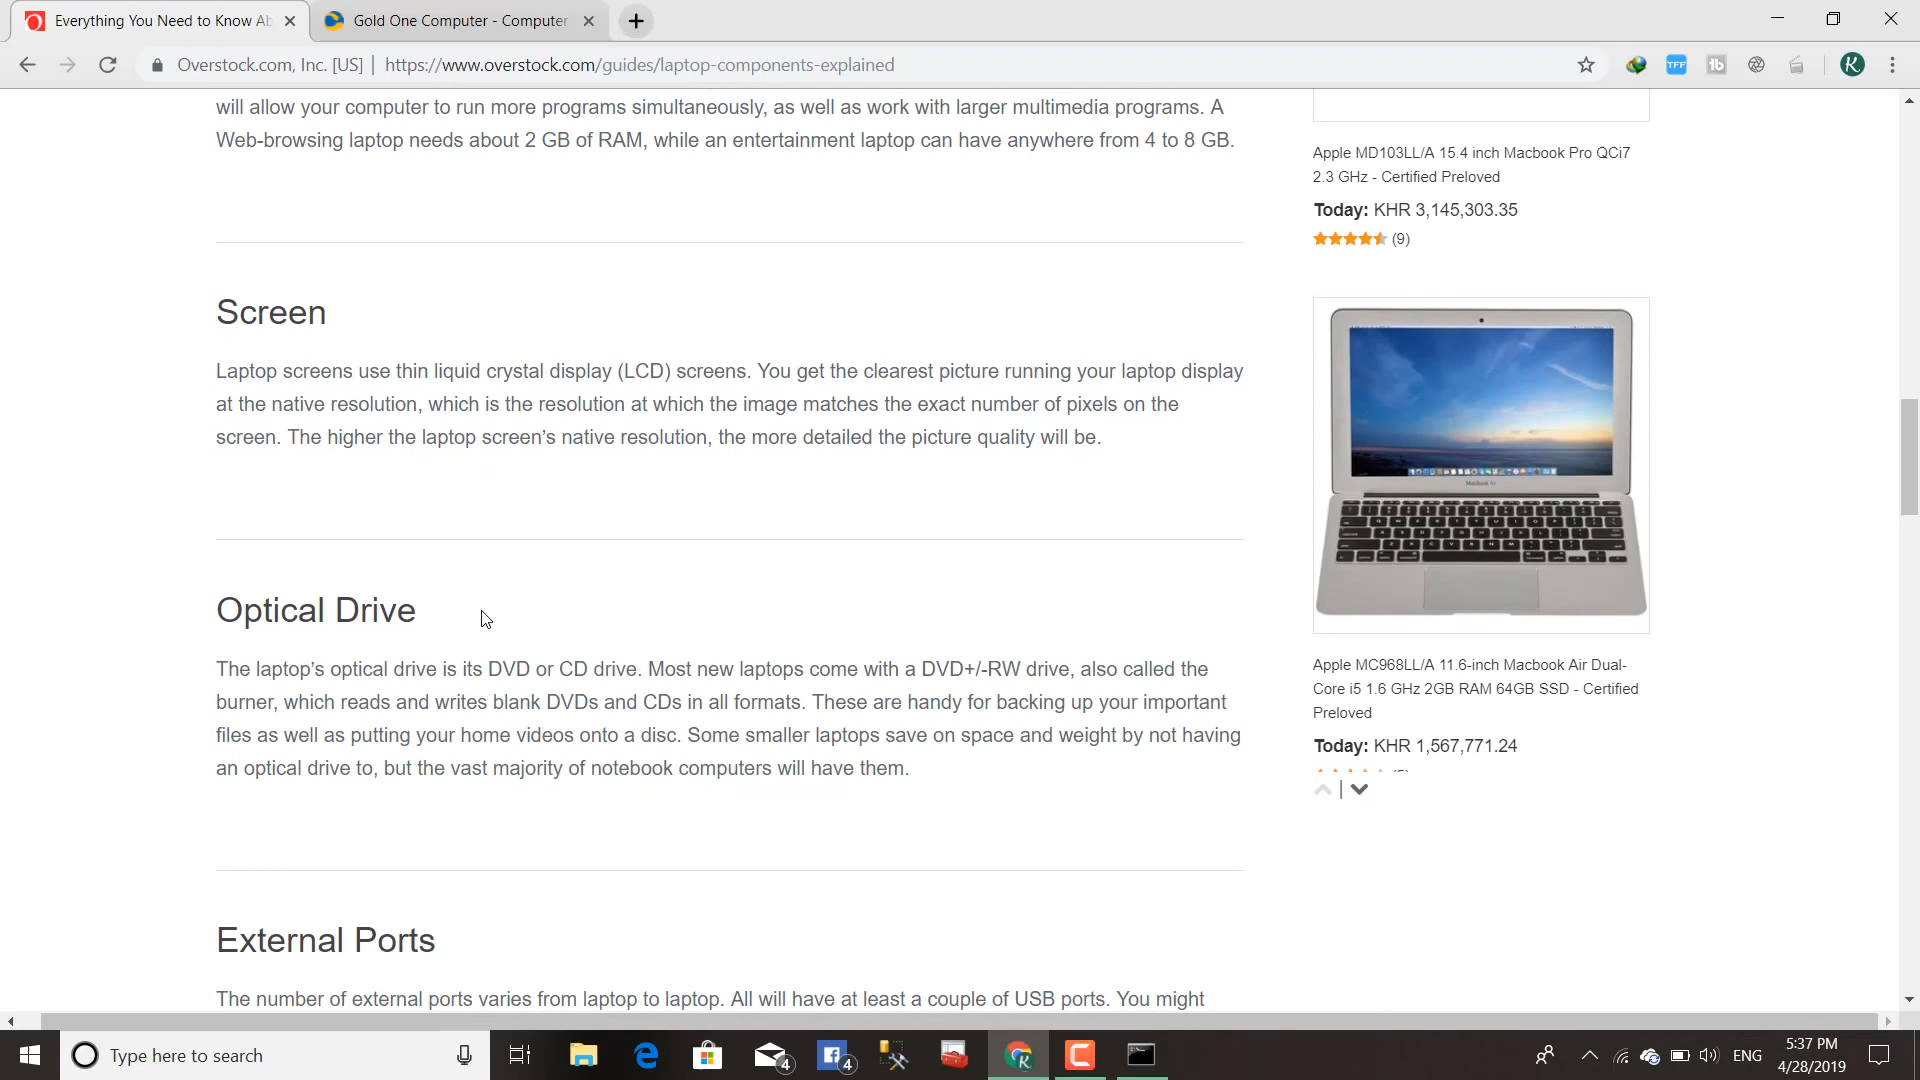 Everything You Need to Know Ab
Gold One Computer - Computer
Overstock.com, Inc. [US] | https://www.overstock.com/guides/laptop-components-explained
TFF
tb
K
will allow your computer to run more programs simultaneously, as well as work with larger multimedia programs. A
Web-browsing laptop needs about 2 GB of RAM, while an entertainment laptop can have anywhere from 4 to 8 GB.
Screen
Laptop screens use thin liquid crystal display (LCD) screens. You get the clearest picture running your laptop display
at the native resolution, which is the resolution at which the image matches the exact number of pixels on the
screen. The higher the laptop screen's native resolution, the more detailed the picture quality will be.
Optical Drive
The laptop's optical drive is its DVD or CD drive. Most new laptops come with a DVD+/-RW drive, also called the
burner, which reads and writes blank DVDs and CDs in all formats. These are handy for backing up your important
files as well as putting your home videos onto a disc. Some smaller laptops save on space and weight by not having
an optical drive to, but the vast majority of notebook computers will have them.
External Ports
The number of external ports varies from laptop to laptop. All will have at least a couple of USB ports. You might
Apple MD103LL/A 15.4 inch Macbook Pro QCi7
2.3 GHz - Certified Preloved
Today: KHR 3,145,303.35
(9)
MacBook Air
Apple MC968LL/A 11.6-inch Macbook Air Dual-
Core i5 1.6 GHz 2GB RAM 64GB SSD - Certified
Preloved
Today: KHR 1,567,771.24
|
Type here to search
4
4
K
ENG
5:37 PM
4/28/2019